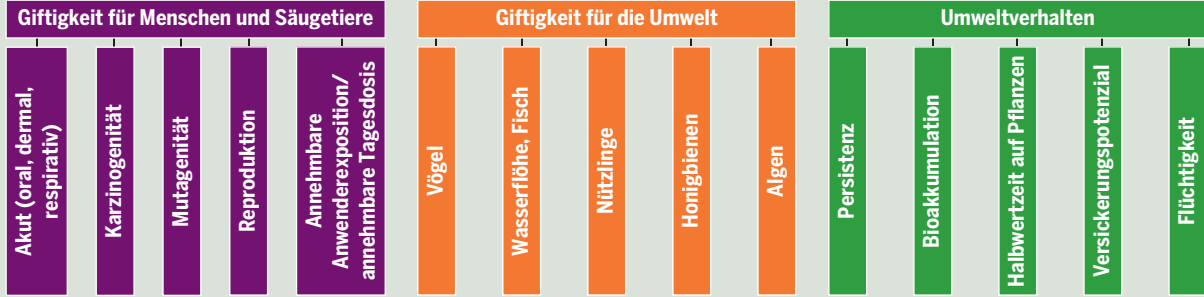 Giftigkeit für Menschen und Säugetiere
Akut (oral, dermal,
respirativ)
Karzinogenität
Mutagenität
Reproduktion
Annehmbare
Anwenderexposition/
annehmbare Tagesdosis
Giftigkeit für die Umwelt
Vögel
Wasserflöhe, Fisch
Nützlinge
Honigbienen
Algen
Umweltverhalten
Persistenz
Bioakkumulation
Halbwertzeit auf Pflanzen
Versickerungspotenzial
Flüchtigkeit